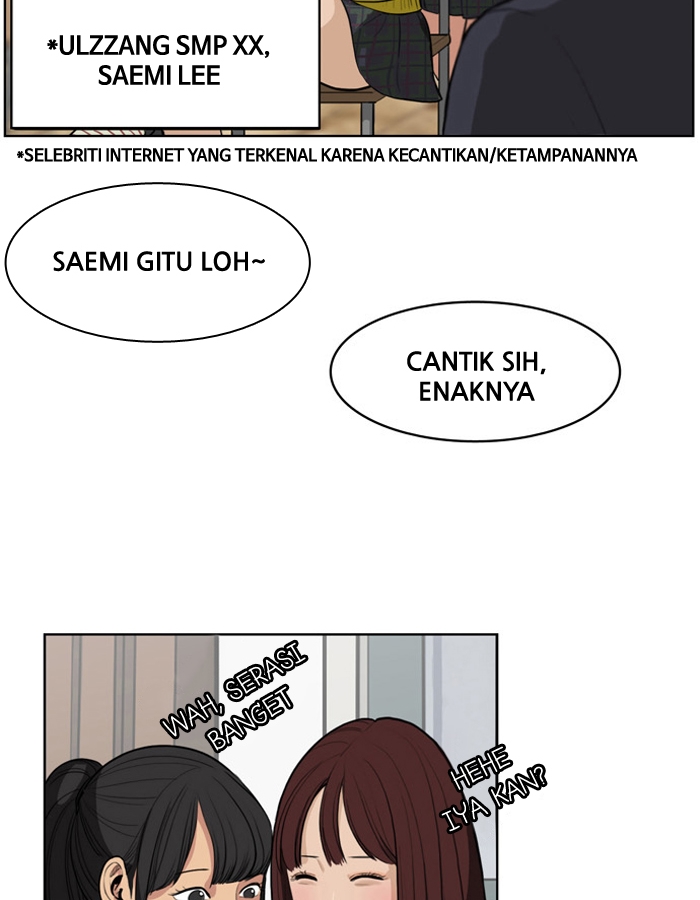 *ULZZANG SMP XX,
SAEMI LEE
*SELEBRITI INTERNET YANG TERKENAL KARENA KECANTIKAN/KETAMPANANNYA
SAEMI GITU LOH~
CANTIK SIH,
ENAKNYA
WAH, SERASI
BANGET
HEHE
IYA KAN?